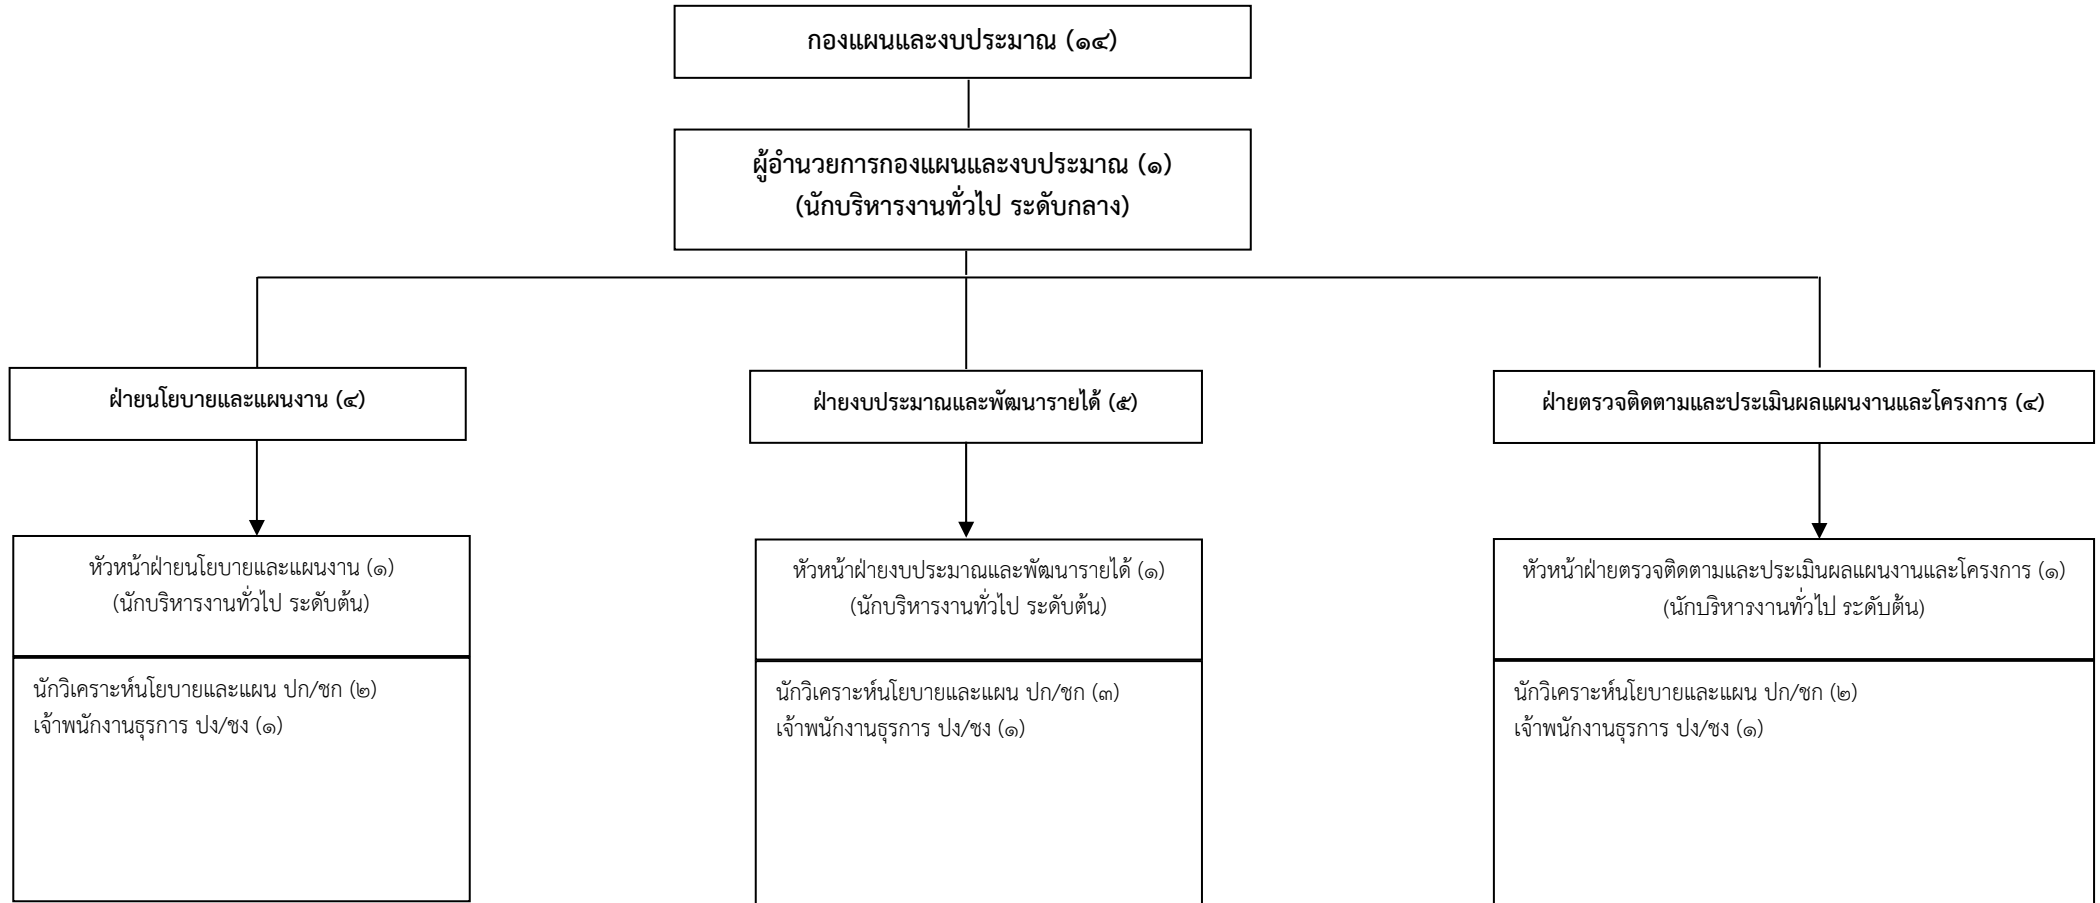 กองแผนและงบประมาณ (๑๔)
ผู้อำนวยการกองแผนและงบประมาณ (๑)
(นักบริหารงานทั่วไป ระดับกลาง)
ฝ่ายนโยบายและแผนงาน (๔)
ฝ่ายงบประมาณและพัฒนารายได้ (๕)
ฝ่ายตรวจติดตามและประเมินผลแผนงานและโครงการ (๔)
หัวหน้าฝ่ายนโยบายและแผนงาน (๑)
(นักบริหารงานทั่วไป ระดับต้น)
นักวิเคราะห์นโยบายและแผน ปก/ชก (๒)
เจ้าพนักงานธุรการ ปง/ชง (๑)
หัวหน้าฝ่ายงบประมาณและพัฒนารายได้ (๑)
(นักบริหารงานทั่วไป ระดับต้น)
นักวิเคราะห์นโยบายและแผน ปก/ชก (๓)
เจ้าพนักงานธุรการ ปง/ชง (๑)
หัวหน้าฝ่ายตรวจติดตามและประเมินผลแผนงานและโครงการ (๑)
(นักบริหารงานทั่วไป ระดับต้น)
นักวิเคราะห์นโยบายและแผน ปก/ชก (๒)
เจ้าพนักงานธุรการ ปง/ชง (๑)